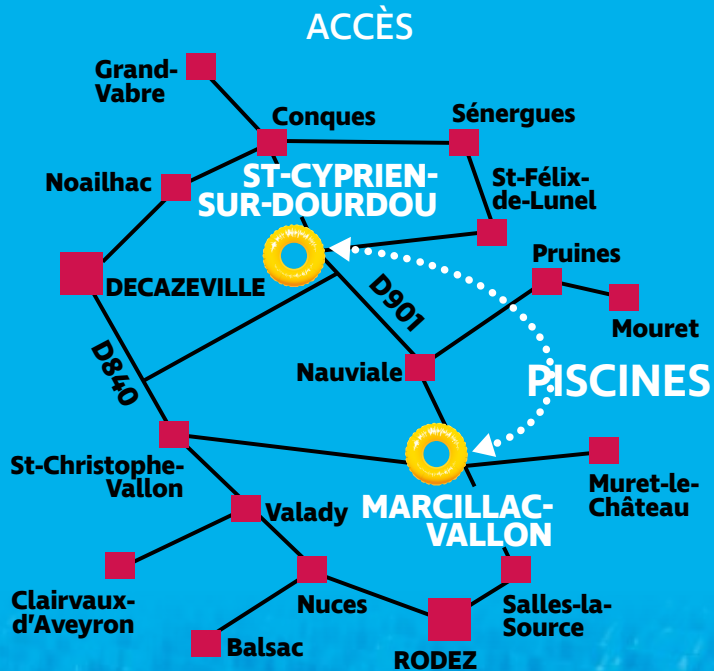 ACCÈS
Grand-
Vabre
Conques
Sénergues
Noailhac
ST-CYPRIEN-
SUR-DOURDOU
St-Félix-
de-Lunel
Pruines
DECAZEVILLE
D901
Mouret
D840
Nauviale
PISCINES
St-Christophe-
Vallon
Muret-le-
Château
Valady
MARCILLAC-
VALLON
Clairvaux-
d'Aveyron
Nuces
Salles-la-
Source
Balsac
RODEZ